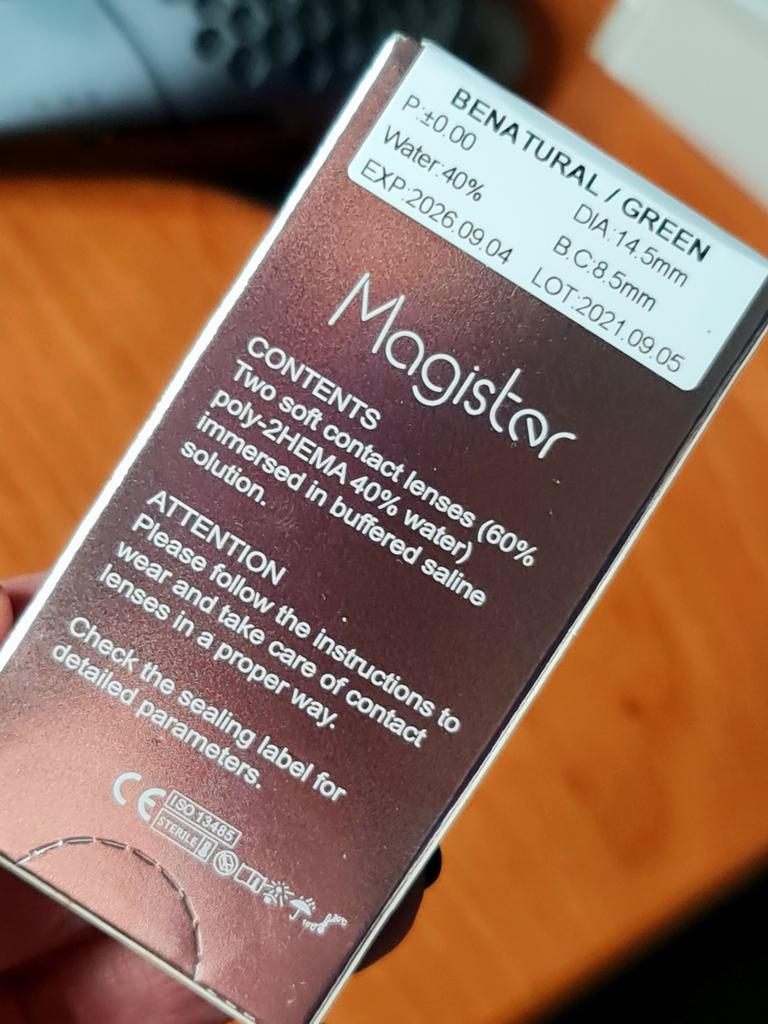 BENATURAL / GREEN
P:±0.00 DIA:14.5mm
Water:40% B.C:8.5mm
EXP:2026.09.04 LOT:2021.09.05
Magister
CONTENTS
Two soft contact lenses (60%
poly-2HEMA 40% water)
immersed in buffered saline
solution.
ATTENTION
Please follow the instructions to
wear and take care of contact
lenses in a proper way.
Check the sealing label for
detailed parameters.
CE ISO.13485
STERILE